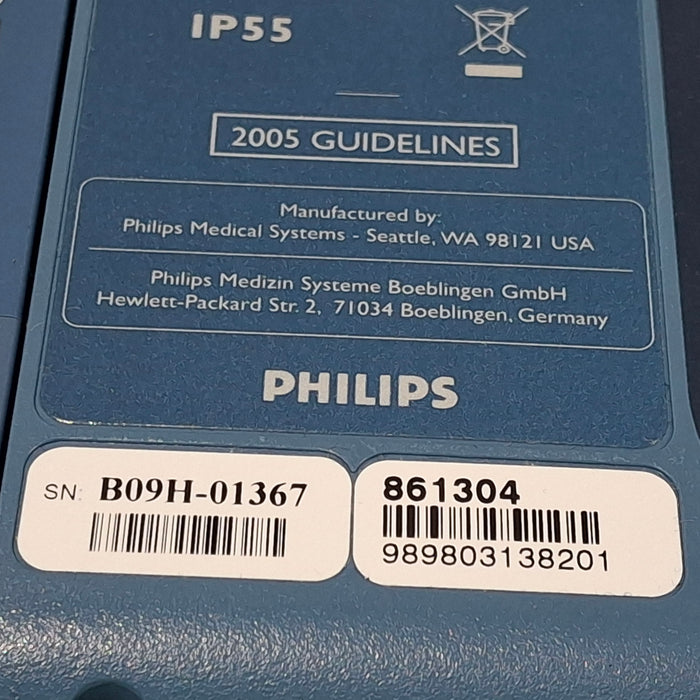 IP55
2005 GUIDELINES
Manufactured by:
Philips Medical Systems - Seattle, WA 98121 USA
Philips Medizin Systeme Boeblingen GmbH
Hewlett-Packard Str. 2, 71034 Boeblingen, Germany
PHILIPS
SN: B09H-01367
861304
989803138201